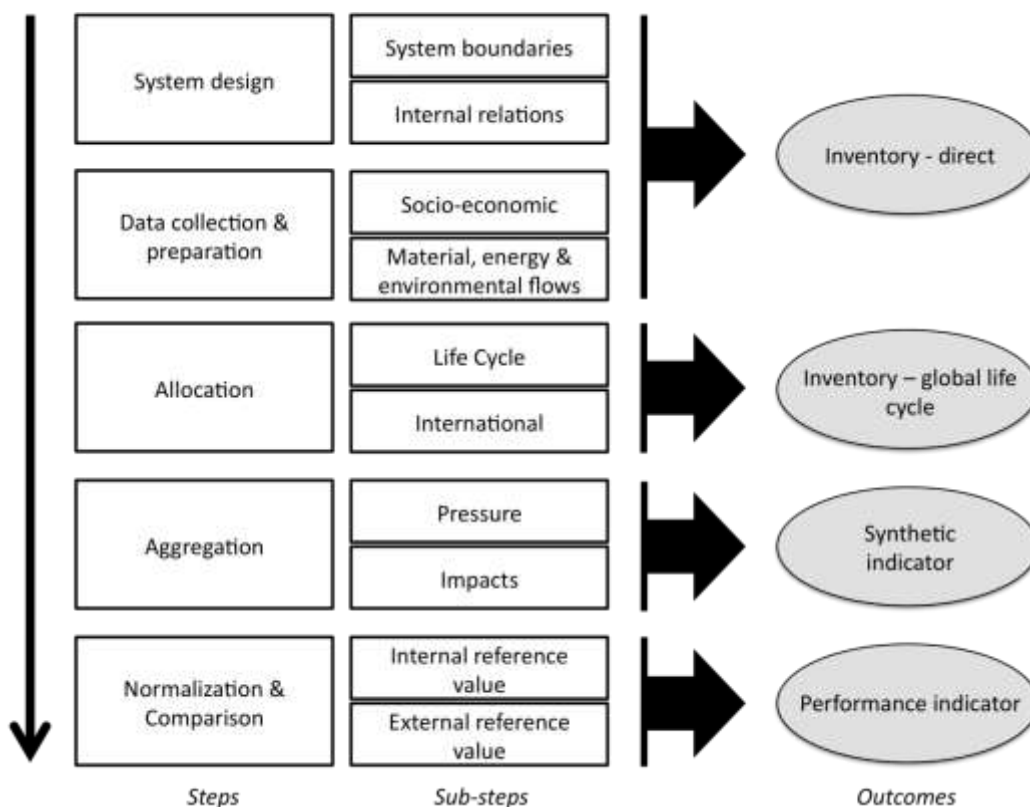 System design
System boundaries
Internal relations
Inventory - direct
Data collection &
preparation
Socio-economic
Material, energy &
environmental flows
Allocation
Life Cycle
International
Inventory – global life
cycle
Aggregation
Pressure
Impacts
Synthetic
indicator
Normalization &
Comparison
Internal reference
value
External reference
value
Performance indicator
Steps
Sub-steps
Outcomes